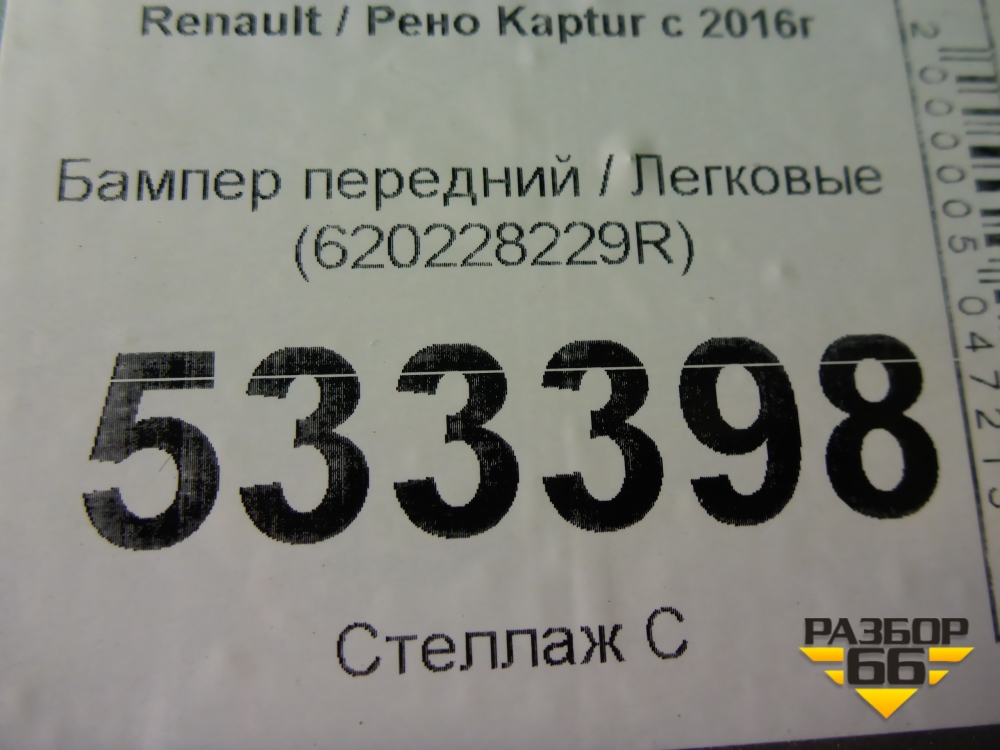 Renault / Рено Kaptur с 2016г
Бампер передний / Легковые
(620228229R)
533398
Стеллаж С
РАЗБОР
66